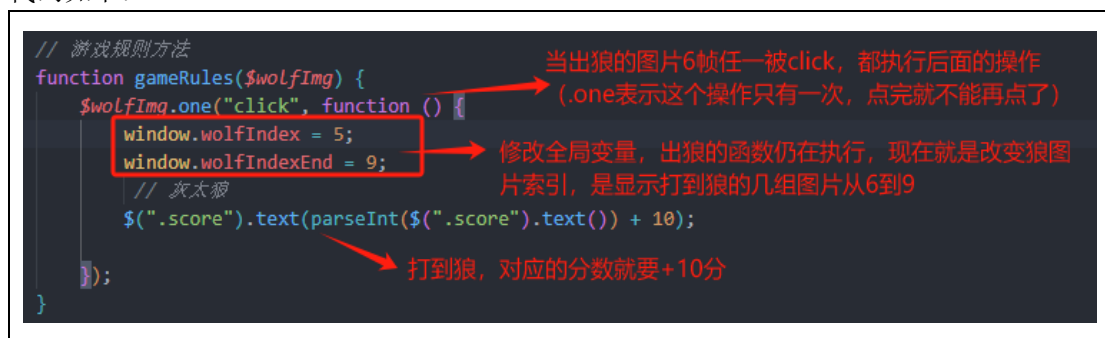 // 游戏规则方法
function gameRules($wolfImg) {
$wolfImg.one("click", function () {
window.wolfIndex = 5;
window.wolfIndexEnd = 9;
// 灰太狼
$(".score").text(parseInt($(".score").text()) + 10);
});
}
当出狼的图片6帧任一被click，都执行后面的操作
（.one表示这个操作只有一次，点完就不能再点了）
修改全局变量，出狼的函数仍在执行，现在就是改变狼图
片索引，是显示打到狼的几组图片从6到9
打到狼，对应的分数就要+10分